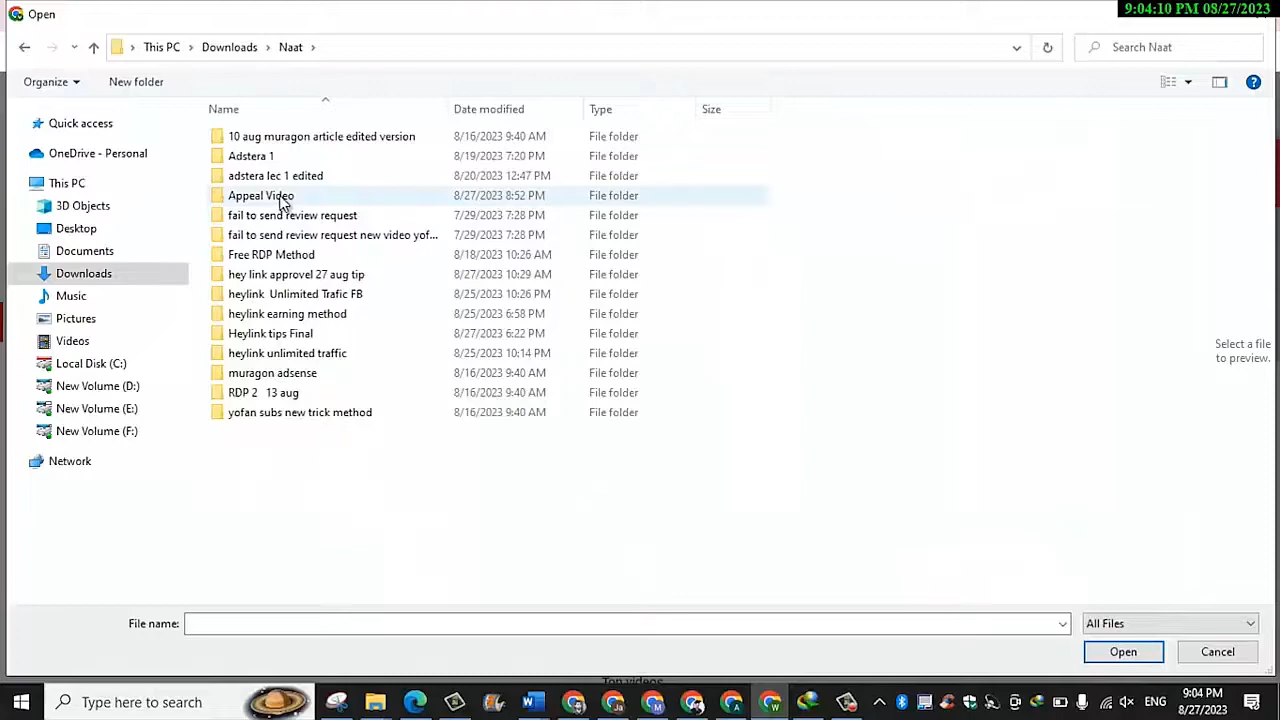 9:04:10 PM 08/27/2023
Open
This PC > Downloads > Naat >
Search Naat
Organize
New folder
Name
Date modified
Type
Size
Quick access
OneDrive - Personal
This PC
3D Objects
Desktop
Documents
Downloads
Music
Pictures
Videos
Local Disk (C:)
New Volume (D:)
New Volume (E:)
New Volume (F:)
Network
10 aug muragon article edited version 8/16/2023 9:40 AM File folder
Adstera 1 8/19/2023 7:20 PM File folder
adstera lec 1 edited 8/20/2023 12:47 PM File folder
Appeal Video 8/27/2023 8:52 PM File folder
fail to send review request 7/29/2023 7:28 PM File folder
fail to send review request new video yof... 7/29/2023 7:28 PM File folder
Free RDP Method 8/18/2023 10:26 AM File folder
hey link approvel 27 aug tip 8/27/2023 10:29 AM File folder
heylink Unlimited Trafic FB 8/25/2023 10:26 PM File folder
heylink earning method 8/25/2023 6:58 PM File folder
Heylink tips Final 8/27/2023 6:22 PM File folder
heylink unlimited traffic 8/25/2023 10:14 PM File folder
muragon adsense 8/16/2023 9:40 AM File folder
RDP 2 13 aug 8/16/2023 9:40 AM File folder
yofan subs new trick method 8/16/2023 9:40 AM File folder
Select a file
to preview.
File name:
All Files
Open
Cancel
Top videos
Type here to search
ENG
9:04 PM
8/27/2023